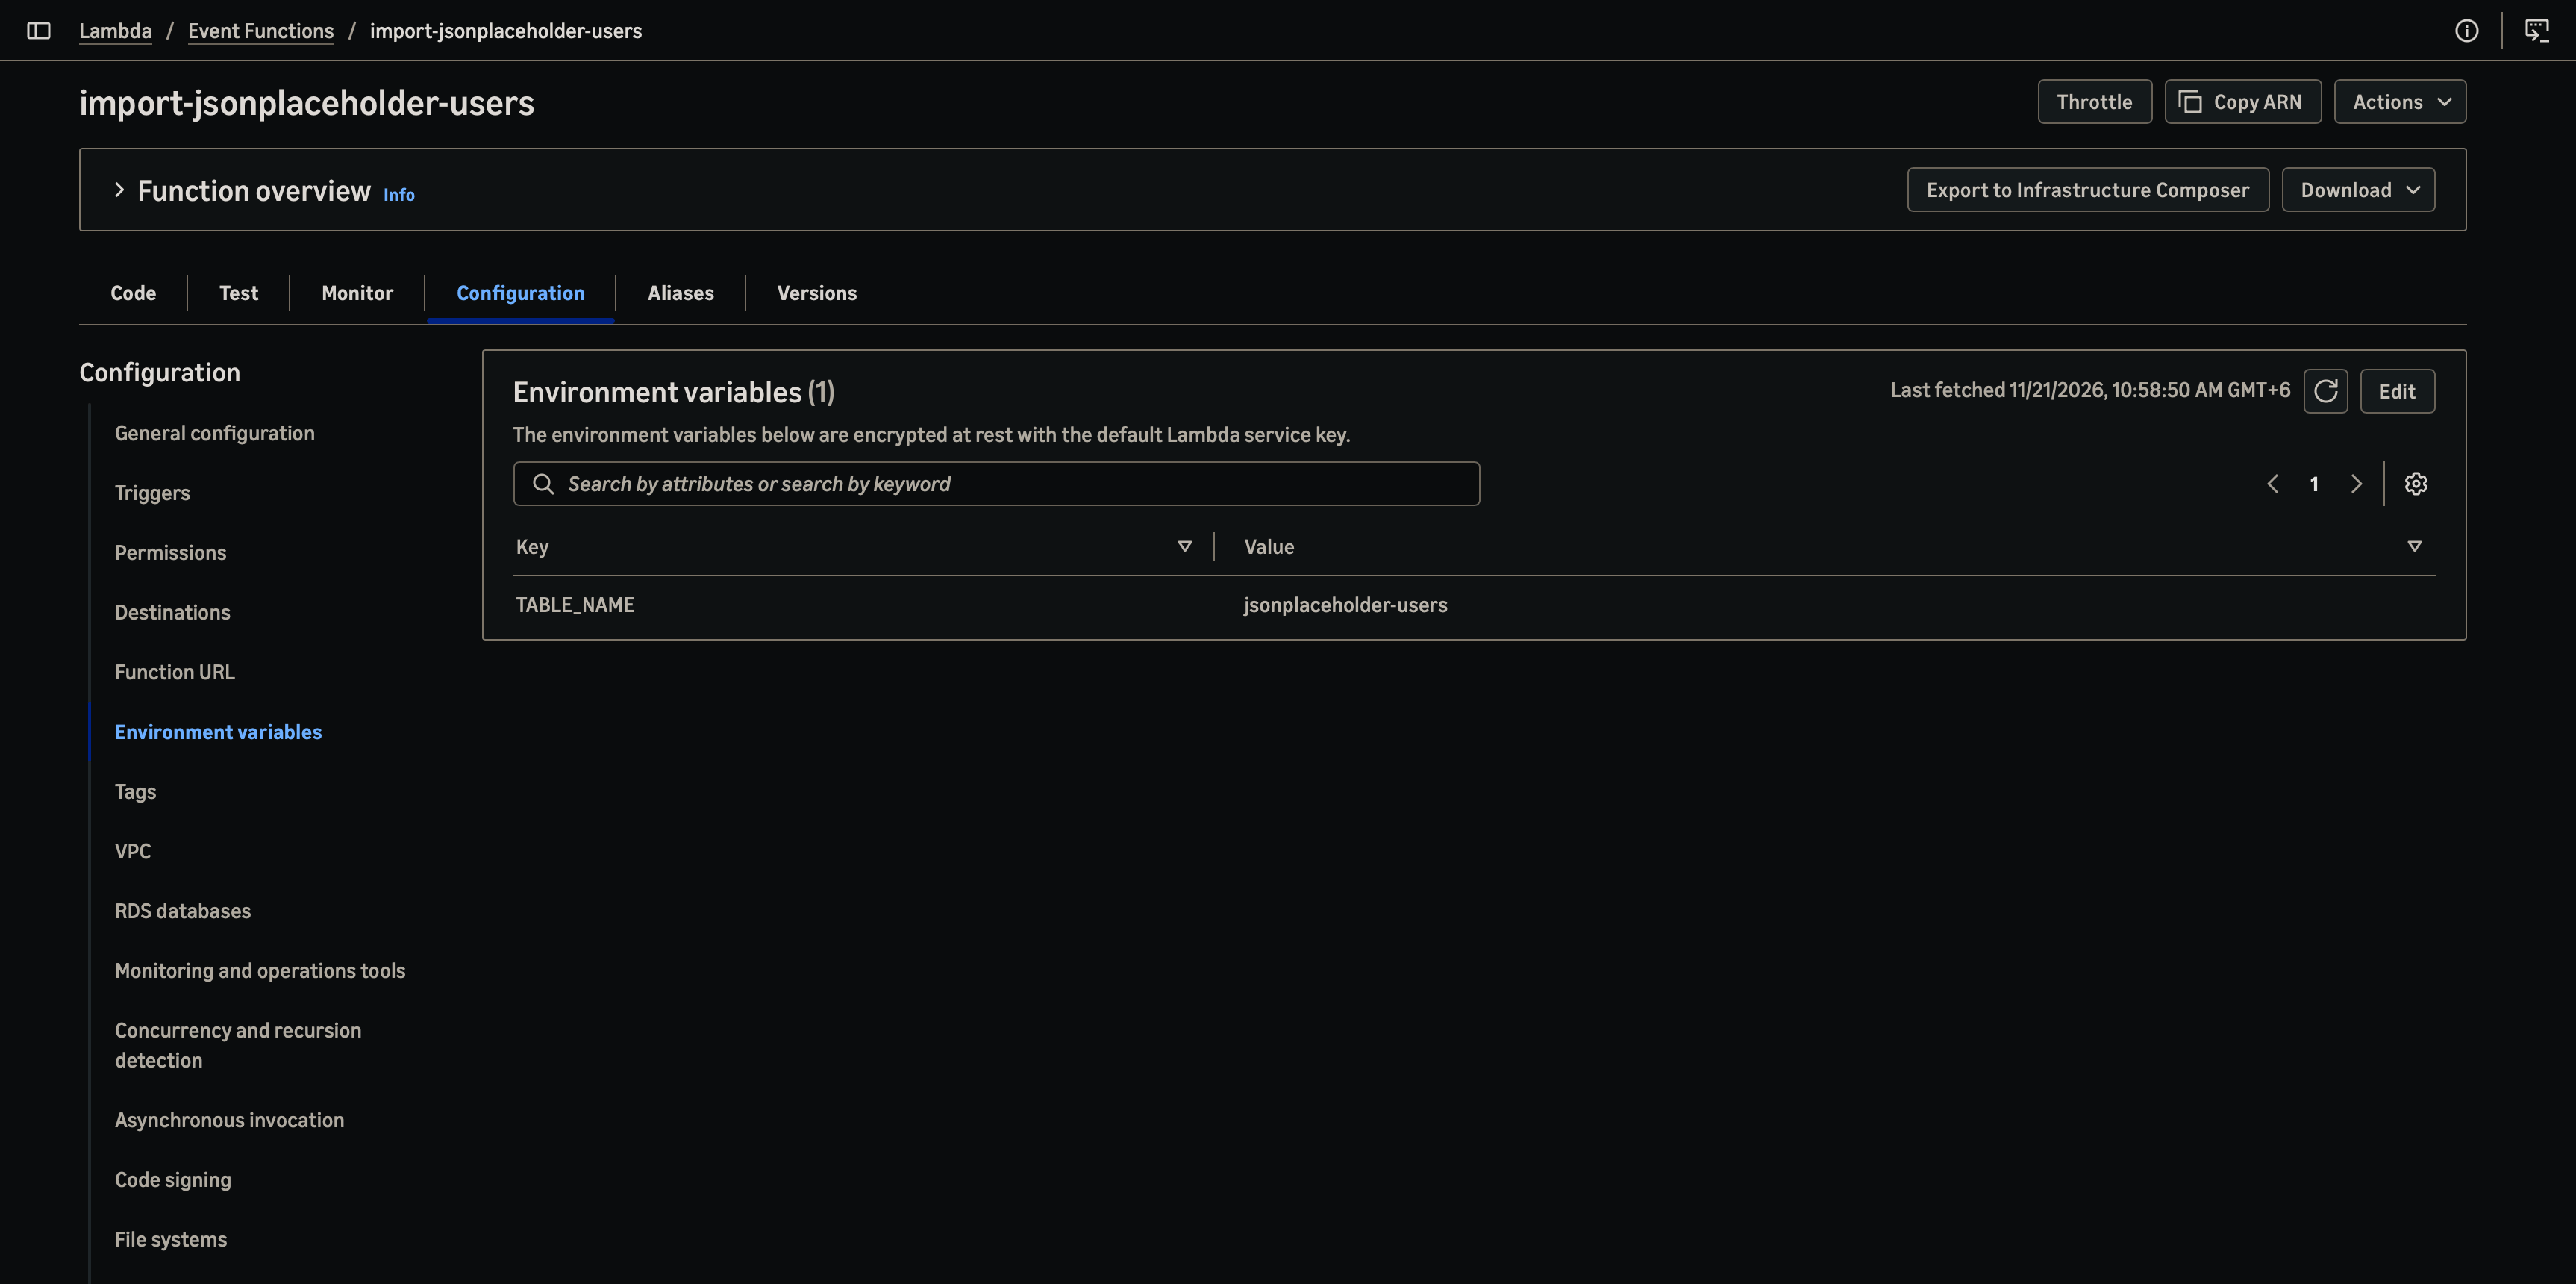 Lambda / Event Functions / import-jsonplaceholder-users
import-jsonplaceholder-users
Throttle
Copy ARN
Actions
Function overview Info
Export to Infrastructure Composer
Download
Code
Test
Monitor
Configuration
Aliases
Versions
Configuration
General configuration
Triggers
Permissions
Destinations
Function URL
Environment variables
Tags
VPC
RDS databases
Monitoring and operations tools
Concurrency and recursion
detection
Asynchronous invocation
Code signing
File systems
Environment variables (1)
Last fetched 11/21/2026, 10:58:50 AM GMT+6
Edit
The environment variables below are encrypted at rest with the default Lambda service key.
Search by attributes or search by keyword
1
Key
Value
TABLE_NAME
jsonplaceholder-users